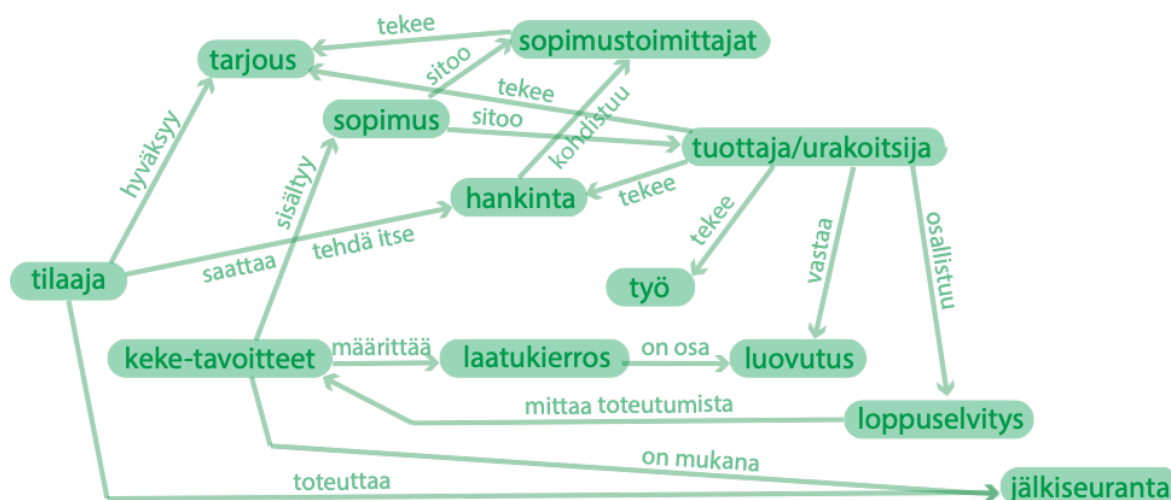 tekee
sopimustoimittajat
tarjous
sitoo
tekee
sopimus
sitoo
hyväksyy
kohdistuu
tuottaja/urakoitsija
sisältyy
hankinta
tekee
tekee
vastaa
osallistuu
saattaa
tehdä itse
tilaaja
työ
keke-tavoitteet
määrittää
laatukierros
on osa
luovutus
mittaa toteutumista
loppuselvitys
on mukana
toteuttaa
jälkiseuranta